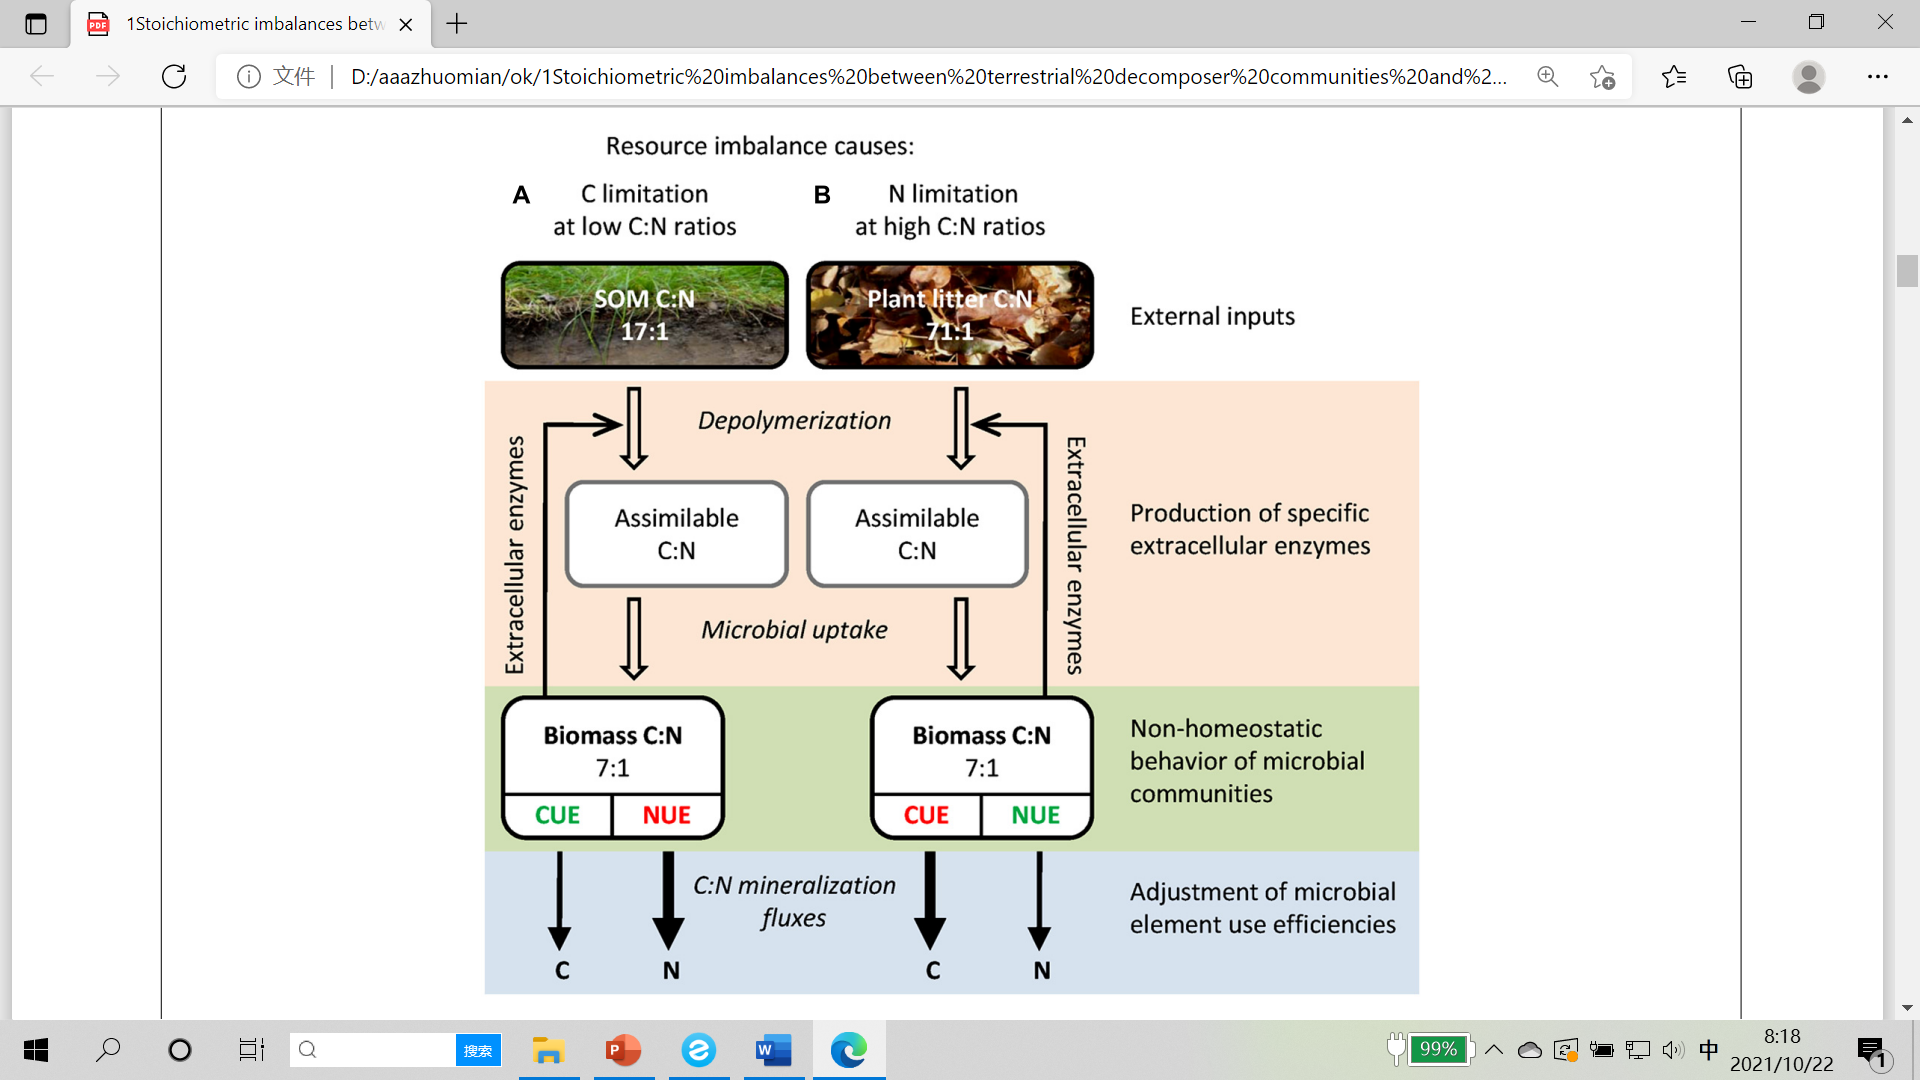 1Stoichiometric imbalances betw
文件
D:/aaazhuomian/ok/1Stoichiometric%20imbalances%20between%20terrestrial%20decomposer%20communities%20and%2...
Resource imbalance causes:
A
C limitation
at low C:N ratios
B
N limitation
at high C:N ratios
SOM C:N
17:1
Plant litter C:N
71:1
External inputs
Depolymerization
Extracellular enzymes
Assimilable
C:N
Assimilable
C:N
Extracellular enzymes
Production of specific
extracellular enzymes
Microbial uptake
Biomass C:N
7:1
CUE
NUE
Biomass C:N
7:1
CUE
NUE
Non-homeostatic
behavior of microbial
communities
C:N mineralization
fluxes
Adjustment of microbial
element use efficiencies
C
N
C
N
搜索
99%
中
8:18
2021/10/22
1